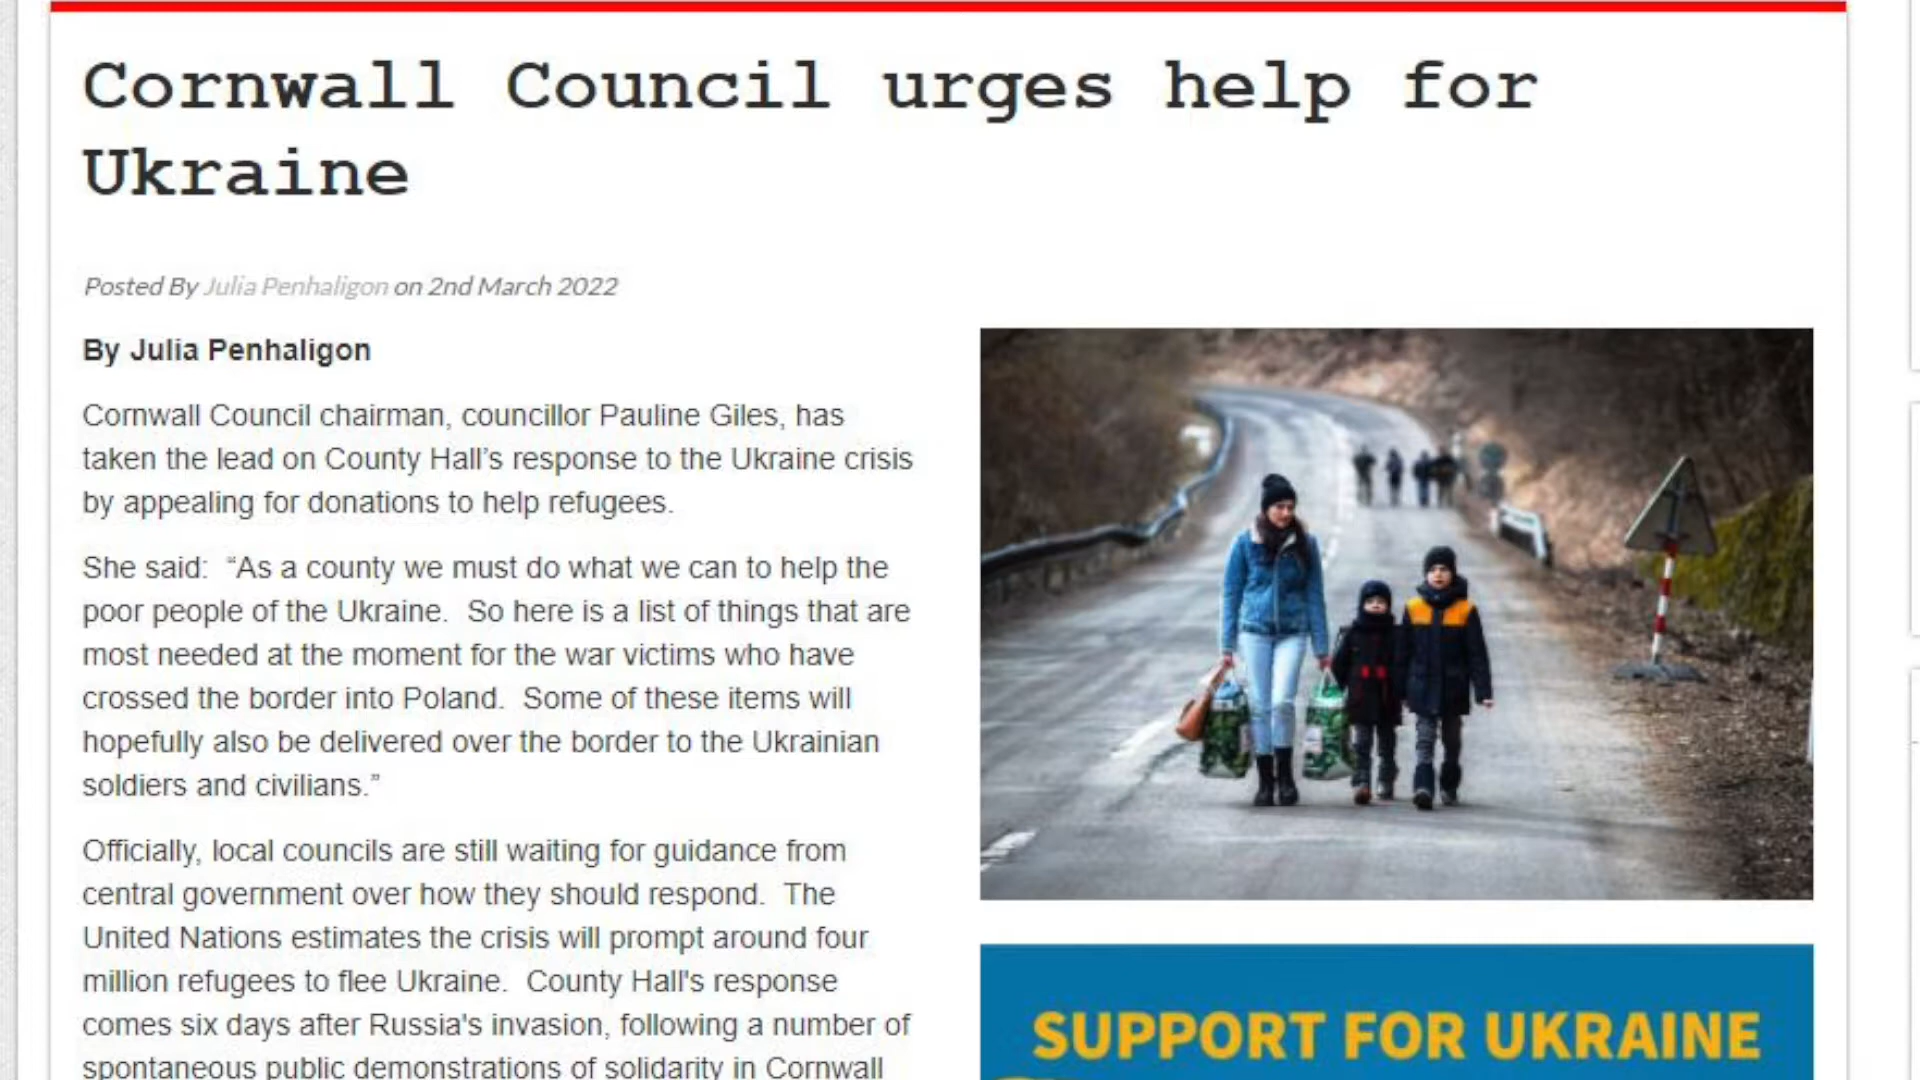 Cornwall Council urges help for
Ukraine
Posted By Julia Penhaligon on 2nd March 2022
By Julia Penhaligon
Cornwall Council chairman, councillor Pauline Giles, has
taken the lead on County Hall’s response to the Ukraine crisis
by appealing for donations to help refugees.
She said:  “As a county we must do what we can to help the
poor people of the Ukraine.  So here is a list of things that are
most needed at the moment for the war victims who have
crossed the border into Poland.  Some of these items will
hopefully also be delivered over the border to the Ukrainian
soldiers and civilians.”
Officially, local councils are still waiting for guidance from
central government over how they should respond.  The
United Nations estimates the crisis will prompt around four
million refugees to flee Ukraine.  County Hall's response
comes six days after Russia's invasion, following a number of
spontaneous public demonstrations of solidarity in Cornwall
SUPPORT FOR UKRAINE